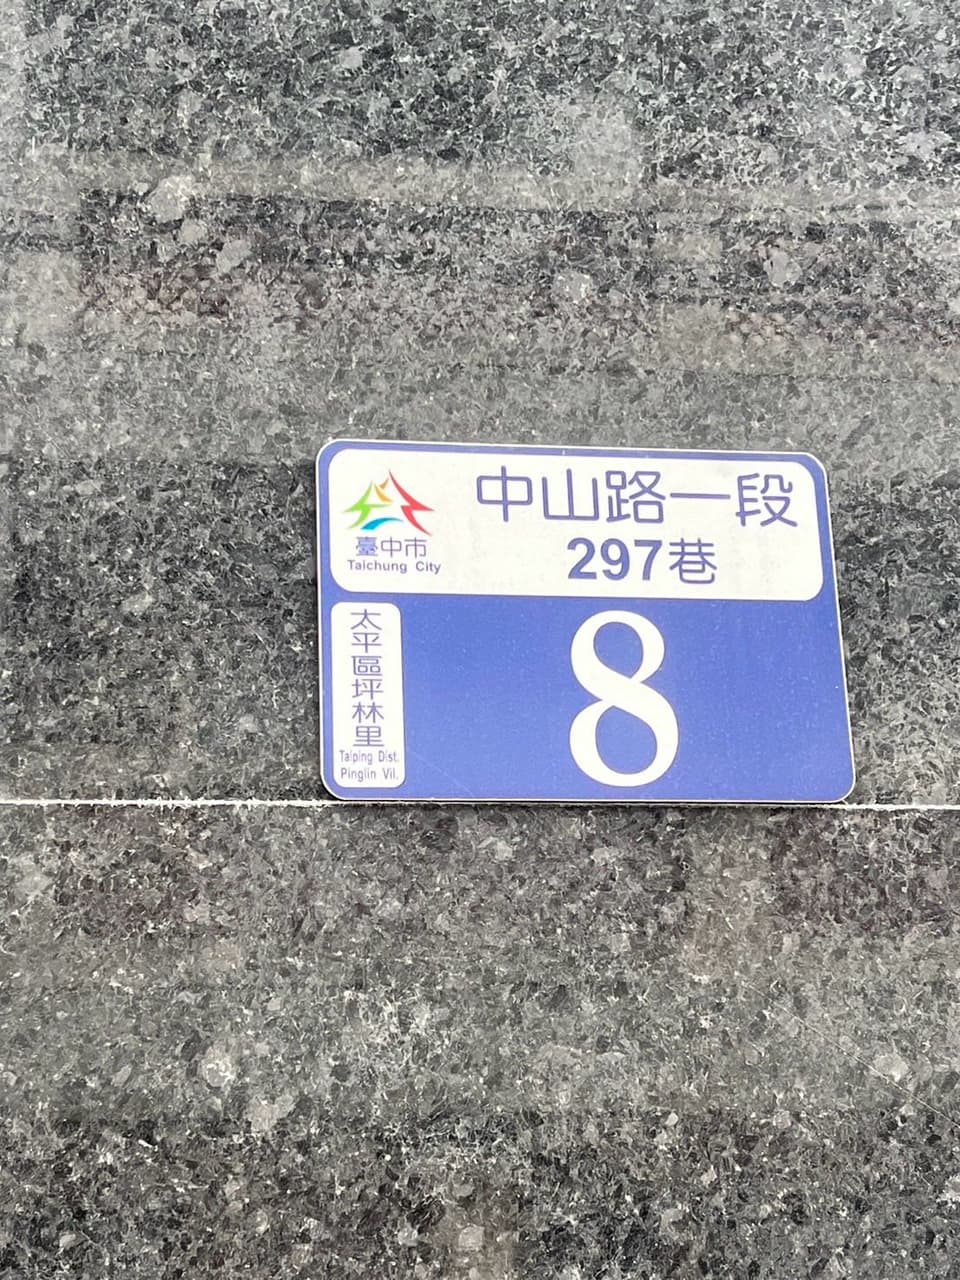 中山路一段
297巷
臺中市
Taichung City
8
太平區坪林里
Taiping Dist.
Pinglin Vil.